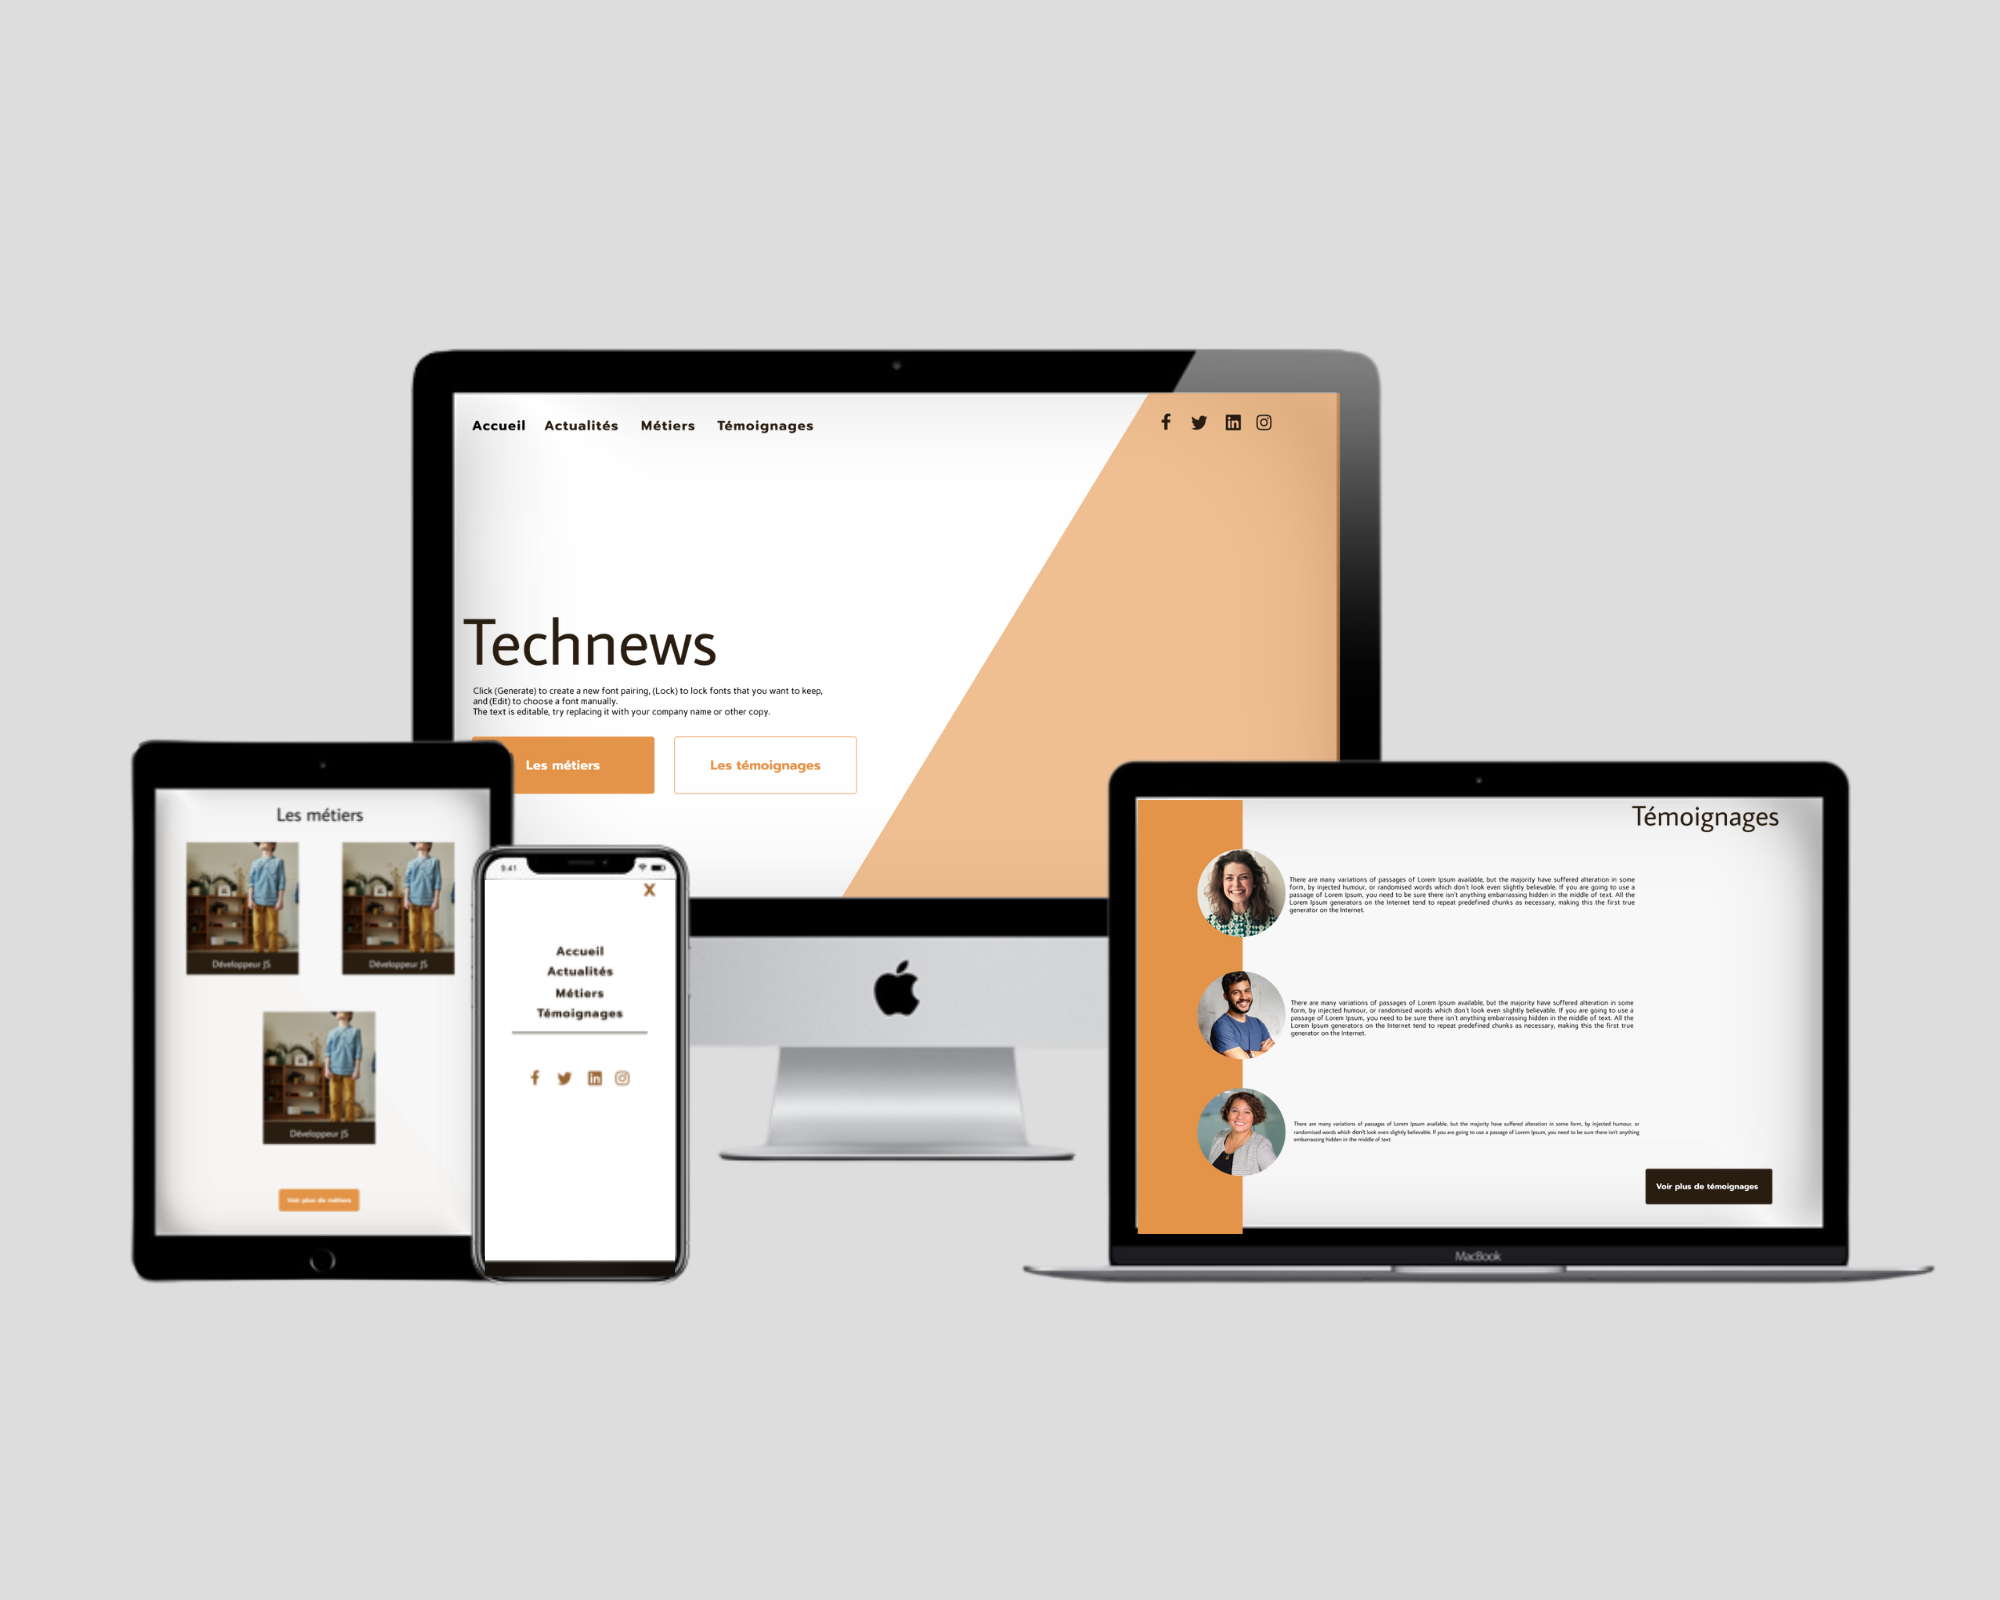 Accueil Actualités Métiers Témoignages
Technews
Click (Generate) to create a new font pairing, (Lock) to lock fonts that you want to keep,
and (Edit) to choose a font manually.
The text is editable, try replacing it with your company name or other copy.
Les métiers
Les témoignages
Les métiers
Développeur JS
Développeur JS
Développeur JS
Voir plus de métiers
9:41
X
Accueil
Actualités
Métiers
Témoignages
Témoignages
There are many variations of passages of Lorem Ipsum available, but the majority have suffered alteration in some
form, by injected humour, or randomised words which don't look even slightly believable. If you are going to use a
passage of Lorem Ipsum, you need to be sure there isn't anything embarrassing hidden in the middle of text. All the
Lorem Ipsum generators on the Internet tend to repeat predefined chunks as necessary, making this the first true
generator on the Internet.
There are many variations of passages of Lorem Ipsum available, but the majority have suffered alteration in some
form, by injected humour, or randomised words which don't look even slightly believable. If you are going to use a
passage of Lorem Ipsum, you need to be sure there isn't anything embarrassing hidden in the middle of text. All the
Lorem Ipsum generators on the Internet tend to repeat predefined chunks as necessary, making this the first true
generator on the Internet.
There are many variations of passages of Lorem Ipsum available, but the majority have suffered alteration in some form, by injected humour, or
randomised words which don't look even slightly believable. If you are going to use a passage of Lorem Ipsum, you need to be sure there isn't anything
embarrassing hidden in the middle of text.
Voir plus de témoignages
MacBook